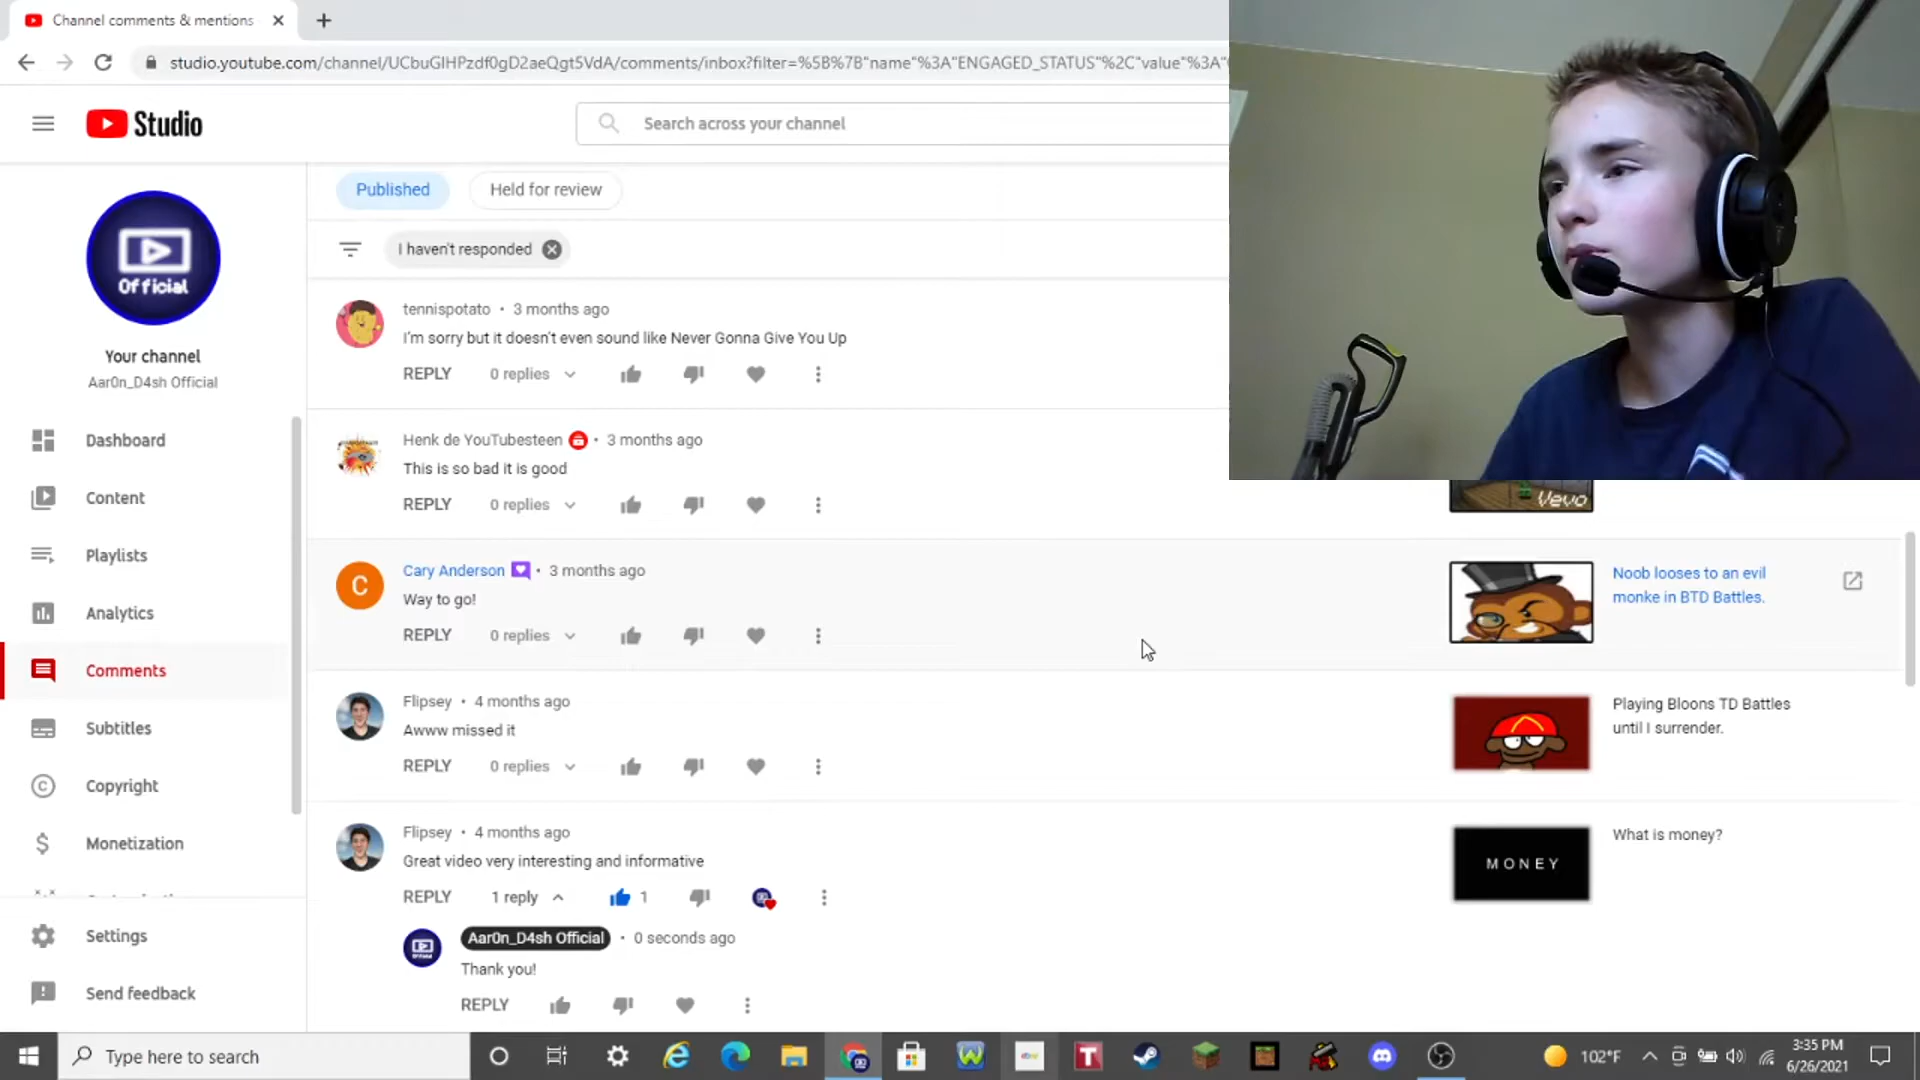 Channel comments & mentions
studio.youtube.com/channel/UCbuGlHPzdf0gD2aeQgt5VdA/comments/inbox?filter=%5B%7B"name"%3A"ENGAGED_STATUS"%2C"value"%3A"
Studio
Search across your channel
Published
Held for review
I haven't responded
Official
Your channel
Aar0n_D4sh Official
Dashboard
Content
Playlists
Analytics
Comments
Subtitles
Copyright
Monetization
Settings
Send feedback
tennispotato • 3 months ago
I'm sorry but it doesn't even sound like Never Gonna Give You Up
REPLY 0 replies
Henk de YouTubesteen • 3 months ago
This is so bad it is good
REPLY 0 replies
Vevo
C
Cary Anderson • 3 months ago
Way to go!
REPLY 0 replies
Noob looses to an evil
monke in BTD Battles.
Flipsey • 4 months ago
Awww missed it
REPLY 0 replies
Playing Bloons TD Battles
until I surrender.
Flipsey • 4 months ago
Great video very interesting and informative
REPLY 1 reply 1
MONEY
What is money?
Aar0n_D4sh Official • 0 seconds ago
Thank you!
REPLY
Type here to search
102°F
3:35 PM
6/26/2021